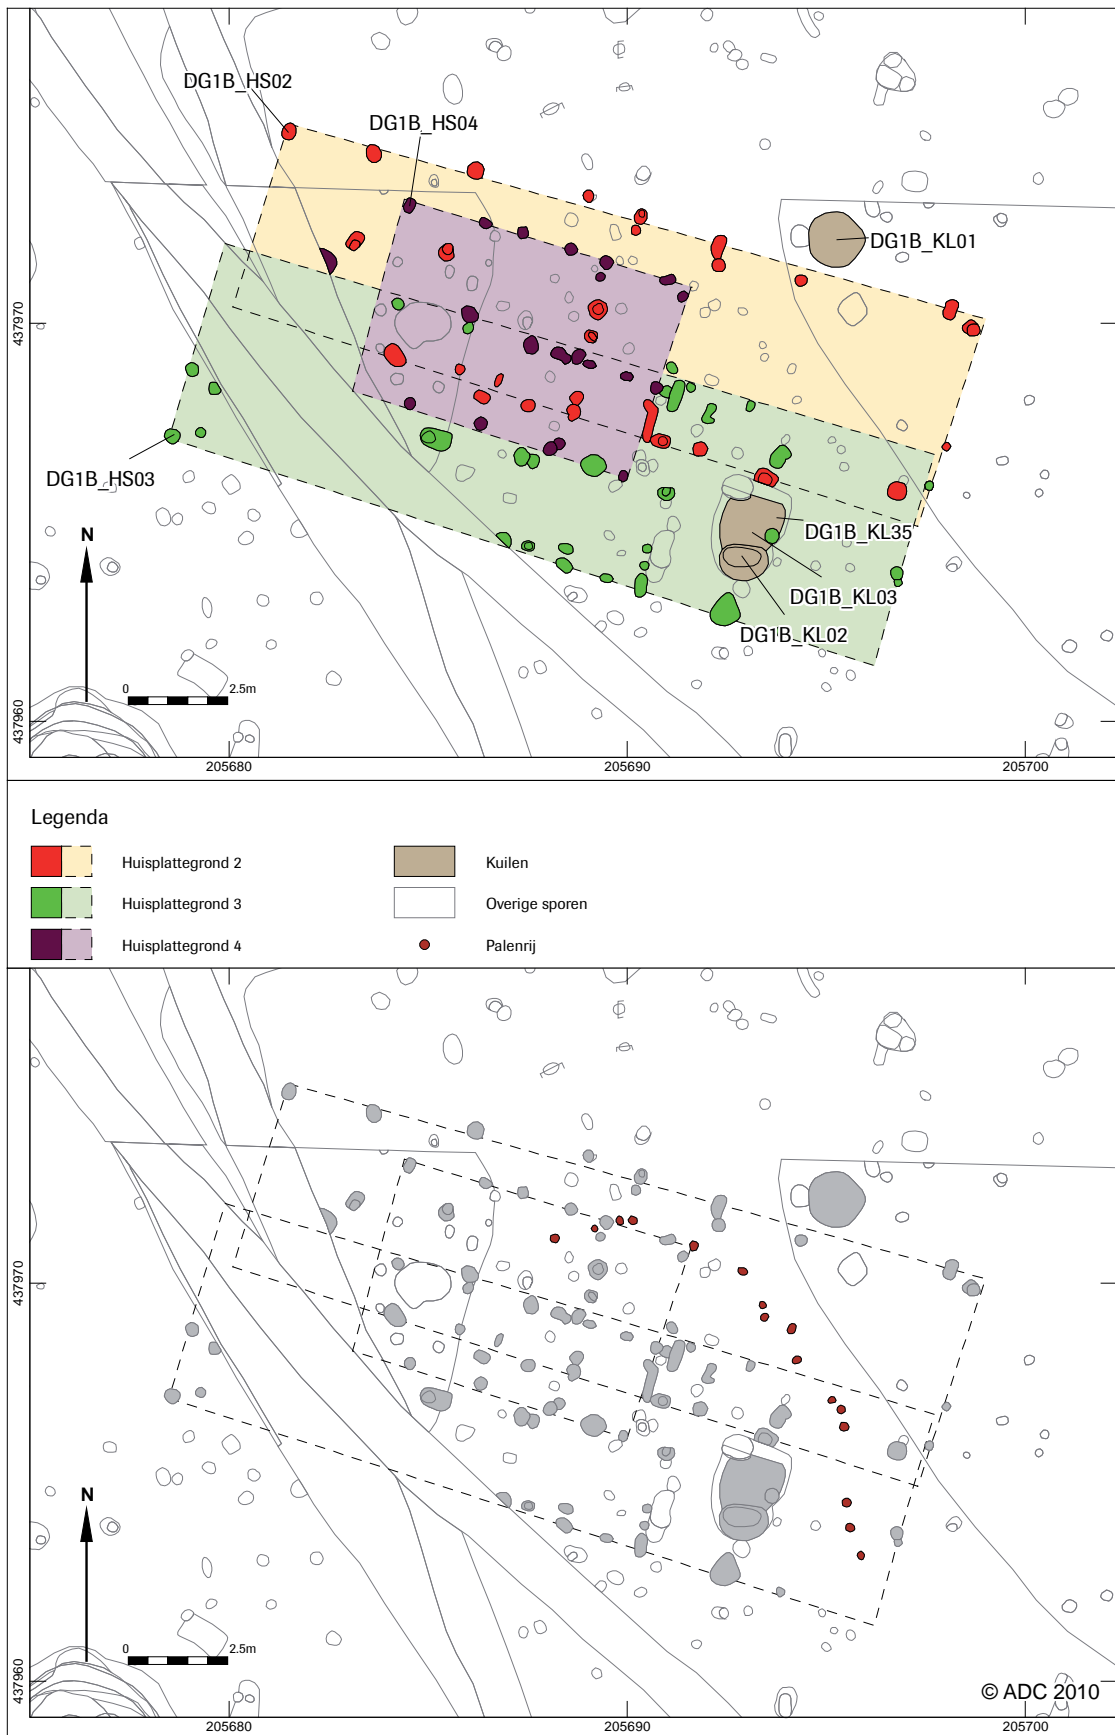 DG1B_HS02
DG1B_HS04
DG1B_KL01
437970
DG1B_HS03
DG1B_KL35
N
DG1B_KL03
DG1B_KL02
0 2.5m
437960
205680 205690 205700
Legenda
Huisplattegrond 2
Kuilen
Huisplattegrond 3
Overige sporen
Huisplattegrond 4
Palenrij
437970
N
0 2.5m
437960
© ADC 2010
205680 205690 205700